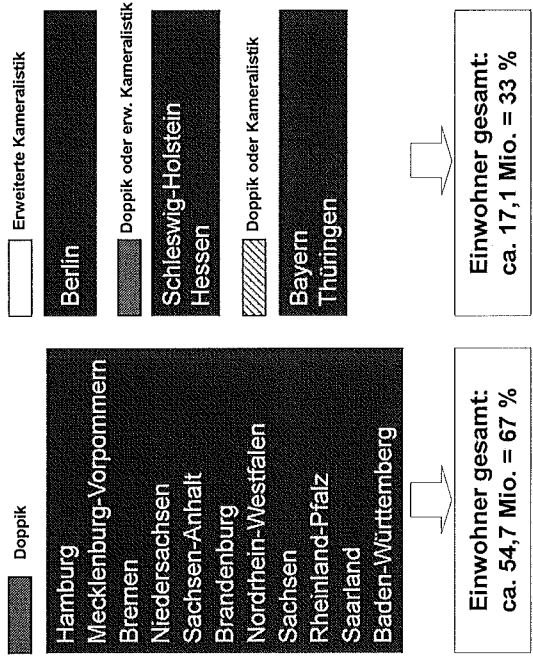 Doppik
Hamburg
Mecklenburg-Vorpommern
Bremen
Niedersachsen
Sachsen-Anhalt
Brandenburg
Nordrhein-Westfalen
Sachsen
Rheinland-Pfalz
Saarland
Baden-Württemberg
Einwohner gesamt:
ca. 54,7 Mio. = 67 %
Erweiterte Kameralistik
Berlin
Doppik oder erw. Kameralistik
Schleswig-Holstein
Hessen
Doppik oder Kameralistik
Bayern
Thüringen
Einwohner gesamt:
ca. 17,1 Mio. = 33 %